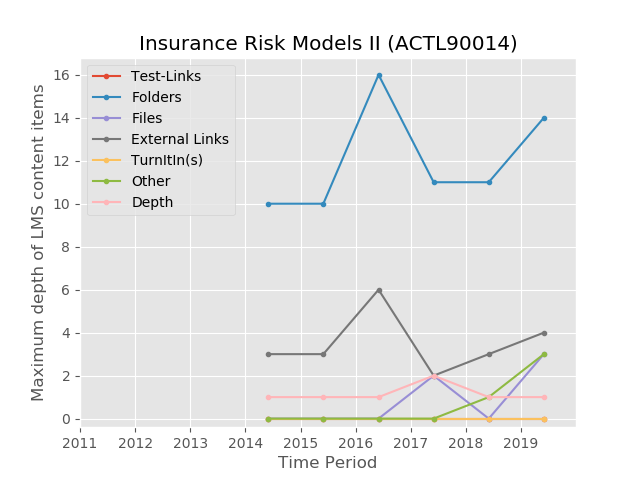 Insurance Risk Models II (ACTL90014)
Maximum depth of LMS content items
16
14
12
10
8
6
4
2
0
Test-Links
Folders
Files
External Links
TurnItIn(s)
Other
Depth
2011 2012 2013 2014 2015 2016 2017 2018 2019
Time Period